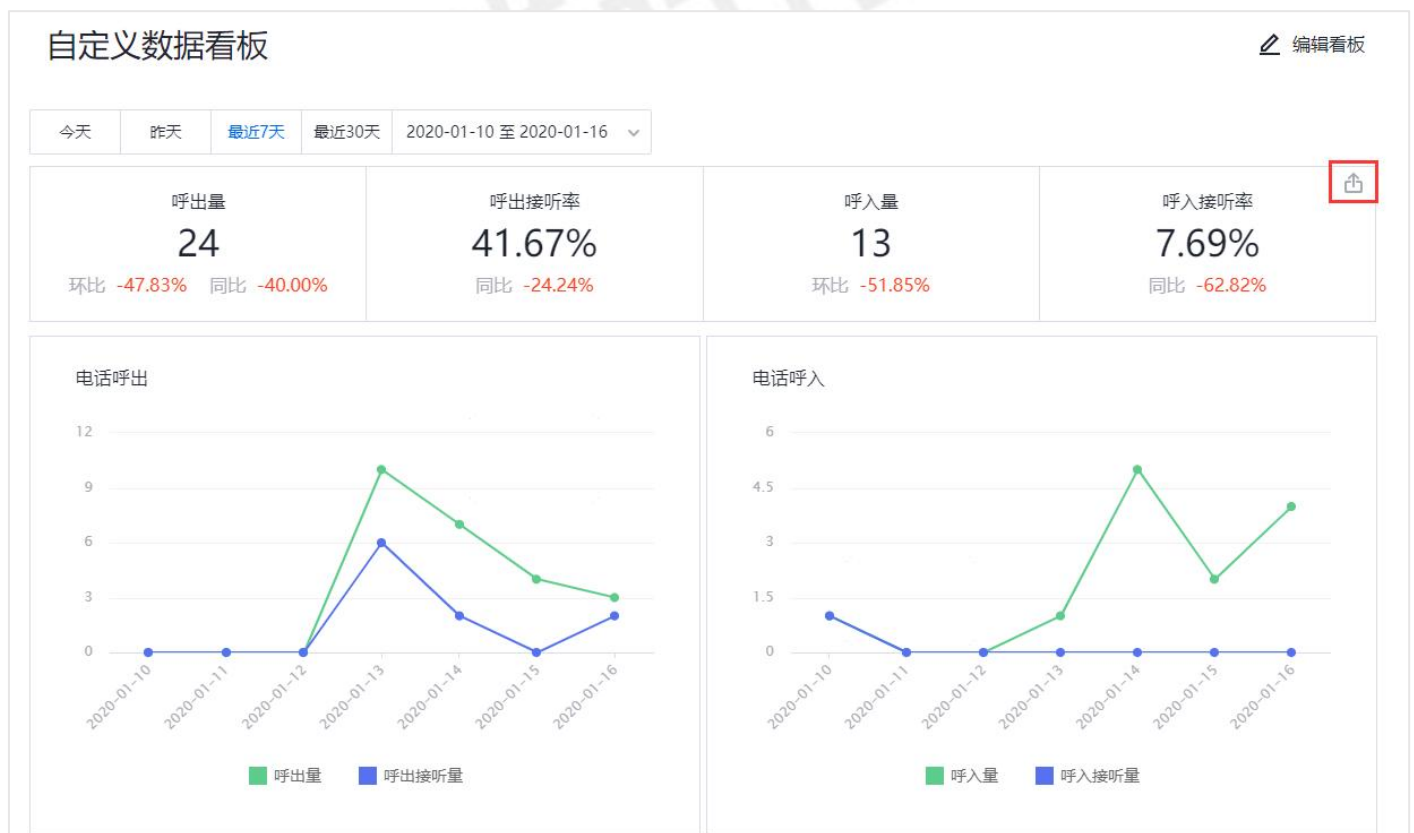 自定义数据看板
编辑看板
今天 昨天 最近7天 最近30天 2020-01-10 至 2020-01-16
呼出量 呼出接听率 呼入量 呼入接听率
24 41.67% 13 7.69%
环比 -47.83% 同比 -40.00% 同比 -24.24% 环比 -51.85% 同比 -62.82%
电话呼出
12
9
6
3
0
2020-01-10 2020-01-11 2020-01-12 2020-01-13 2020-01-14 2020-01-15 2020-01-16
呼出量 呼出接听量
电话呼入
6
4.5
3
1.5
0
2020-01-10 2020-01-11 2020-01-12 2020-01-13 2020-01-14 2020-01-15 2020-01-16
呼入量 呼入接听量